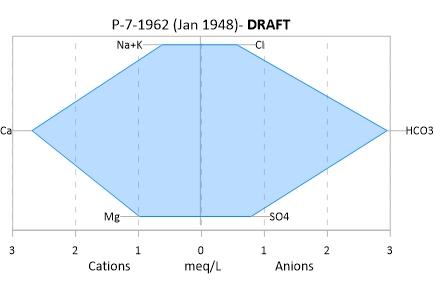 P-7-1962 (Jan 1948)- DRAFT
Na+K Cl
Ca HCO3
Mg SO4
3 2 1 0 1 2 3
Cations meq/L Anions